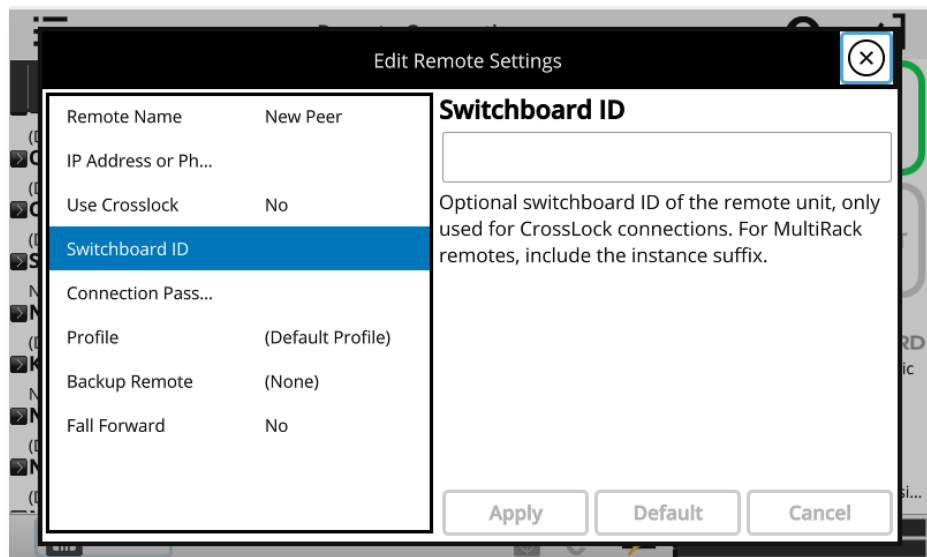 Edit Remote Settings
Remote Name New Peer
IP Address or Ph...
Use Crosslock No
Switchboard ID
Connection Pass...
Profile (Default Profile)
Backup Remote (None)
Fall Forward No
Switchboard ID
Optional switchboard ID of the remote unit, only
used for CrossLock connections. For MultiRack
remotes, include the instance suffix.
Apply Default Cancel